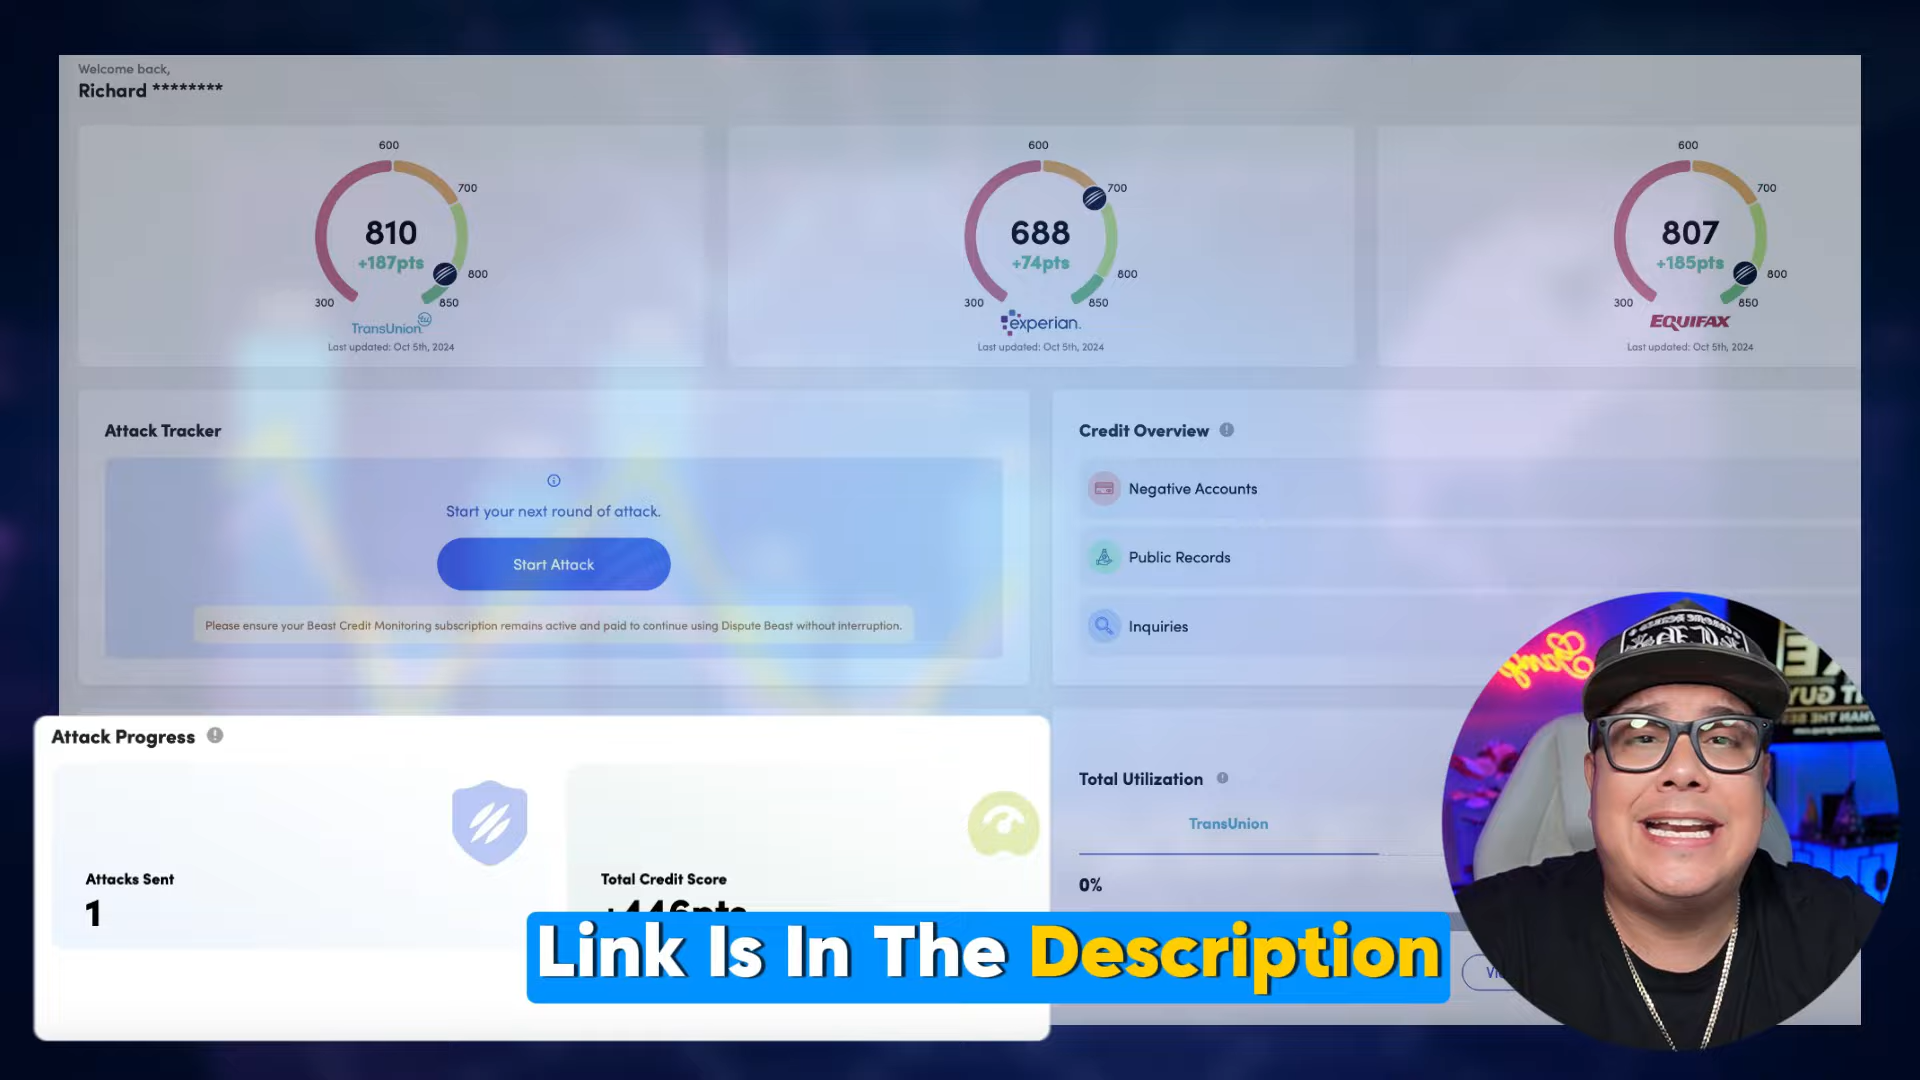 Welcome back,
Richard ********
600
700
810
+187pts
800
300
850
TransUnion
Last updated: Oct 5th, 2024
600
700
688
+74pts
800
300
850
experian.
Last updated: Oct 5th, 2024
600
700
807
+185pts
800
300
850
EQUIFAX
Last updated: Oct 5th, 2024
Attack Tracker
Start your next round of attack.
Start Attack
Please ensure your Beast Credit Monitoring subscription remains active and paid to continue using Dispute Beast without interruption.
Credit Overview
Negative Accounts
Public Records
Inquiries
Attack Progress
Attacks Sent
1
Total Credit Score
+446pts
Total Utilization
TransUnion
0%
Link Is In The Description